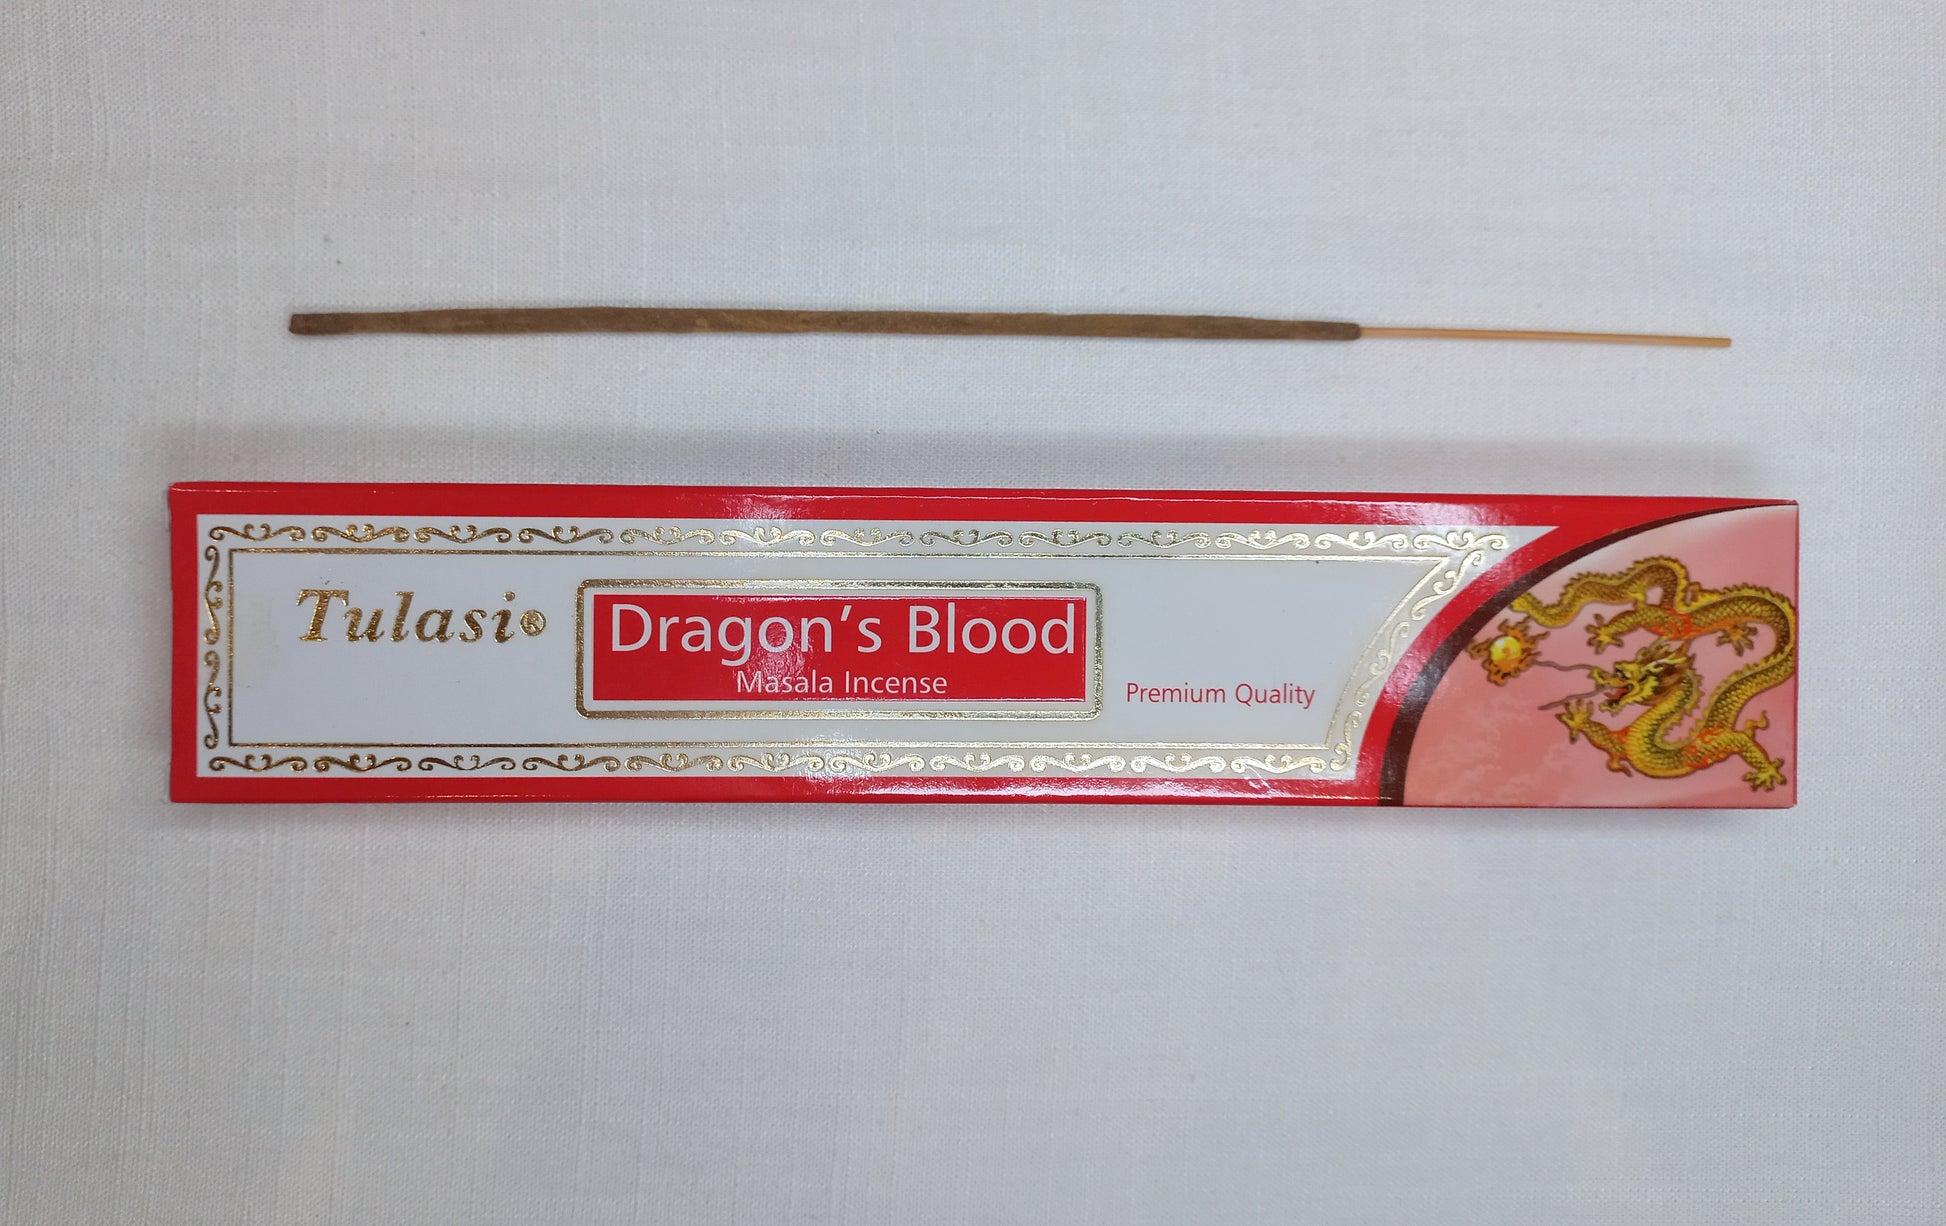 Tulasi®
Dragon's Blood
Masala Incense
Premium Quality